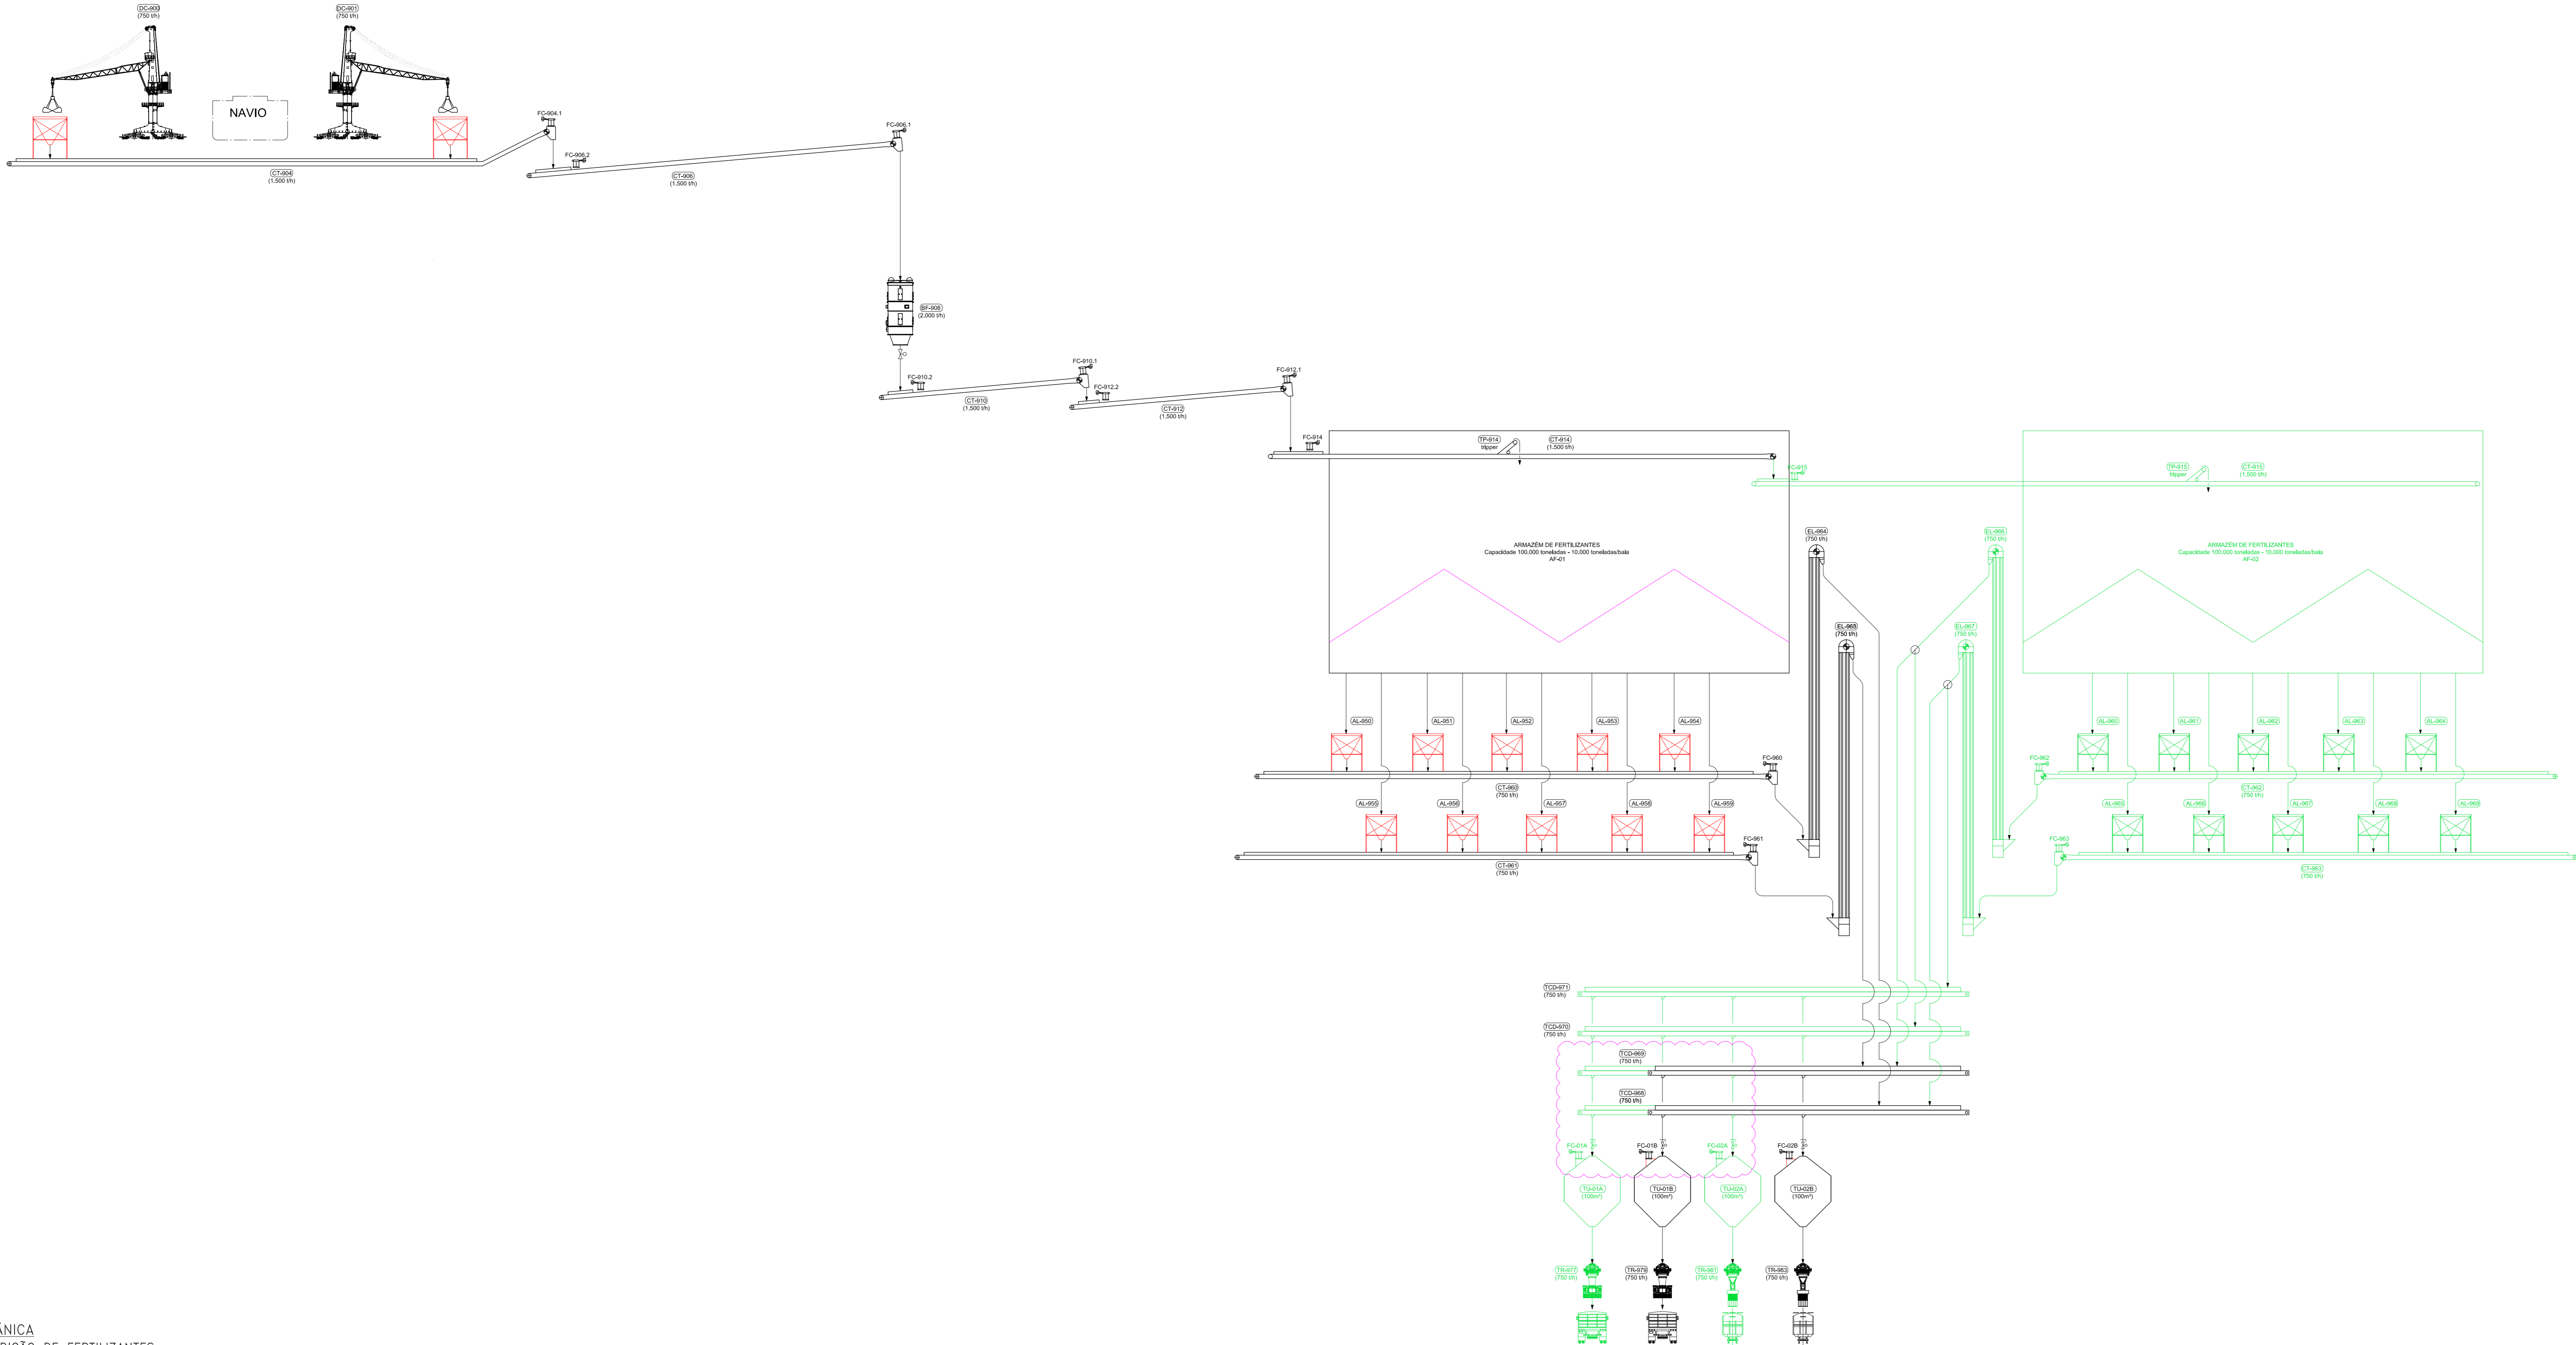 DC-900
(750 t/h)
DC-901
(750 t/h)
NAVIO
CT-904
(1.500 t/h)
FC-904.1
FC-906.2
CT-906
(1.500 t/h)
FC-906.1
BF-908
(2.000 t/h)
FC-910.2
FC-910.1
CT-910
(1.500 t/h)
FC-912.2
CT-912
(1.500 t/h)
FC-912.1
FC-914
TP-914
tripper
CT-914
(1.500 t/h)
FC-915
TP-915
tripper
CT-915
(1.500 t/h)
ARMAZÉM DE FERTILIZANTES
Capacidade 100.000 toneladas - 10.000 toneladas/baia
AF-01
EL-964
(750 t/h)
EL-966
(750 t/h)
ARMAZÉM DE FERTILIZANTES
Capacidade 100.000 toneladas - 10.000 toneladas/baia
AF-02
EL-965
(750 t/h)
EL-967
(750 t/h)
AL-950
AL-951
AL-952
AL-953
AL-954
AL-960
AL-961
AL-962
AL-963
AL-964
FC-960
FC-962
CT-960
(750 t/h)
CT-962
(750 t/h)
AL-955
AL-956
AL-957
AL-958
AL-959
AL-965
AL-966
AL-967
AL-968
AL-969
FC-961
FC-963
CT-961
(750 t/h)
CT-963
(750 t/h)
TCD-971
(750 t/h)
TCD-970
(750 t/h)
TCD-969
(750 t/h)
TCD-968
(750 t/h)
FC-01A
FC-01B
FC-02A
FC-02B
TU-01A
(100m³)
TU-01B
(100m³)
TU-02A
(100m³)
TU-02B
(100m³)
TR-977
(750 t/h)
TR-979
(750 t/h)
TR-981
(750 t/h)
TR-983
(750 t/h)
ÂNICA
DE FERTILIZANTES